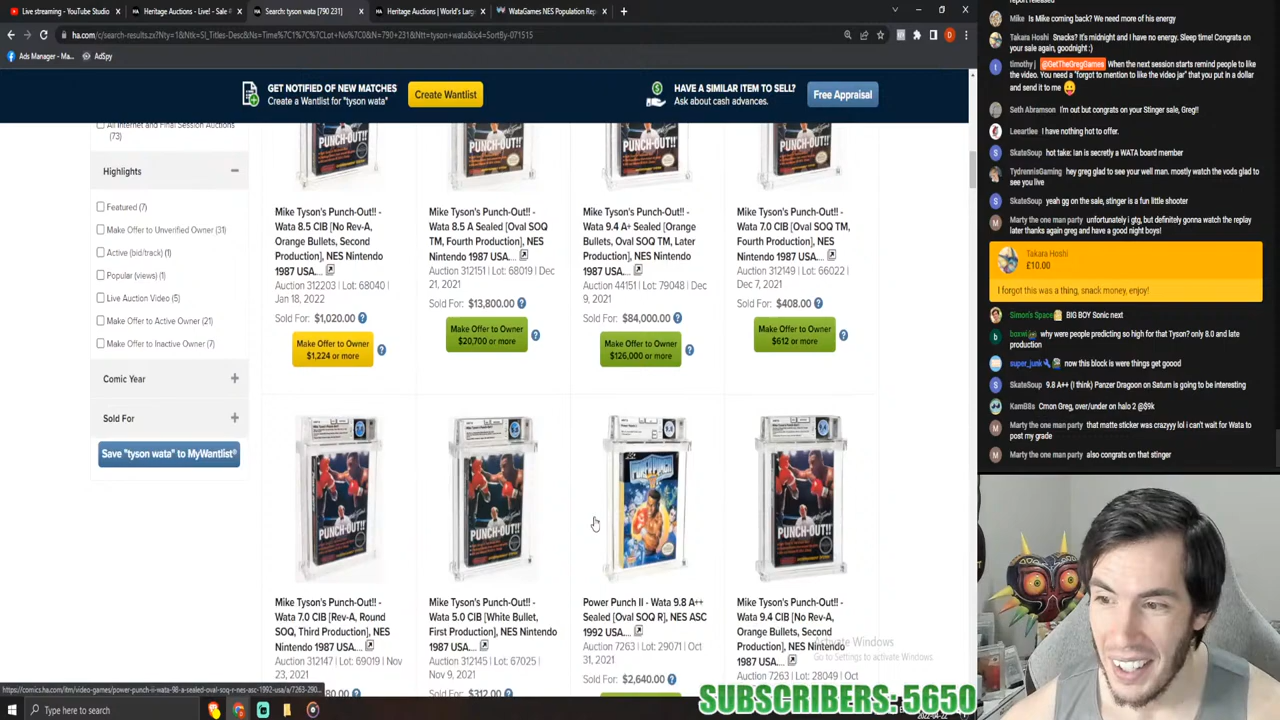 Live streaming - YouTube Studio
Heritage Auctions - Live! - Sale A
Search: tyson wata [790 231]
Heritage Auctions | World's Larg
WataGames NES Population Rep
ha.com/c/search-results.zx?Nty=1&Ntk=SI_Titles-Desc&Ns=Time%7C1%7C%7CLot No%7C0&N=790+231&Ntt=tyson+wata&ic4=SortBy-071515
Ads Manager - Ma...
AdSpy
GET NOTIFIED OF NEW MATCHES
Create a Wantlist for "tyson wata"
Create Wantlist
HAVE A SIMILAR ITEM TO SELL?
Ask about cash advances.
Free Appraisal
All Internet and Final Session Auctions
(73)
Highlights
Featured (7)
Make Offer to Unverified Owner (31)
Active (bid/track) (1)
Popular (views) (1)
Live Auction Video (5)
Make Offer to Active Owner (21)
Make Offer to Inactive Owner (7)
Comic Year
Sold For
Save "tyson wata" to MyWantlist®
Mike Tyson's Punch-Out!! -
Wata 8.5 CIB [No Rev-A,
Orange Bullets, Second
Production], NES Nintendo
1987 USA....
Auction 312203 | Lot: 68040 |
Jan 18, 2022
Sold For: $1,020.00
Make Offer to Owner
$1,224 or more
Mike Tyson's Punch-Out!! -
Wata 8.5 A Sealed [Oval SOQ
TM, Fourth Production], NES
Nintendo 1987 USA....
Auction 312151 | Lot: 68019 | Dec
21, 2021
Sold For: $13,800.00
Make Offer to Owner
$20,700 or more
Mike Tyson's Punch-Out!! -
Wata 9.4 A+ Sealed [Orange
Bullets, Oval SOQ TM, Later
Production], NES Nintendo
1987 USA....
Auction 44151 | Lot: 79048 | Dec
9, 2021
Sold For: $84,000.00
Make Offer to Owner
$126,000 or more
Mike Tyson's Punch-Out!! -
Wata 7.0 CIB [Oval SOQ TM,
Fourth Production], NES
Nintendo 1987 USA....
Auction 312149 | Lot: 66022 |
Dec 7, 2021
Sold For: $408.00
Make Offer to Owner
$612 or more
PUNCH-OUT!!
PUNCH-OUT!!
PUNCH-OUT!!
Mike Tyson's Punch-Out!! -
Wata 7.0 CIB [Rev-A, Round
SOQ, Third Production], NES
Nintendo 1987 USA....
Auction 312147 | Lot: 69019 | Nov
Mike Tyson's Punch-Out!! -
Wata 5.0 CIB [White Bullet,
First Production], NES Nintendo
1987 USA....
Auction 312145 | Lot: 67025 |
Nov 9, 2021
Sold For: $312.00
Power Punch II - Wata 9.8 A++
Sealed [Oval SOQ R], NES ASC
1992 USA....
Auction 7263 | Lot: 29071 | Oct
31, 2021
Sold For: $2,640.00
Mike Tyson's Punch-Out!! -
Wata 9.4 CIB [No Rev-A,
Orange Bullets, Second
Production], NES Nintendo
1987 USA....
Auction 7263 | Lot: 28049 | Oct
Activate Windows
Go to Settings to activate Windows.
https://comics.ha.com/itm/video-games/power-punch-ii-wata-98-a-sealed-oval-soq-r-nes-asc-1992-usa/a/7263-290...
Type here to search
SUBSCRIBERS: 5650
2022-04-22
report released
Mike Is Mike coming back? We need more of his energy
Takara Hoshi Snacks? It's midnight and I have no energy. Sleep time! Congrats on
your sale again, goodnight :)
timothy j @GetTheGregGames When the next session starts remind people to like
the video. You need a "forgot to mention to like the video jar" that you put in a dollar
and send it to me
Seth Abramson I'm out but congrats on your Stinger sale, Greg!!
Leeartlee I have nothing hot to offer.
SkateSoup hot take: Ian is secretly a WATA board member
TydrennisGaming hey greg glad to see your well man. mostly watch the vods glad to
see you live
SkateSoup yeah gg on the sale, stinger is a fun little shooter
Marty the one man party unfortunately i gtg, but definitely gonna watch the replay
later thanks again greg and have a good night boys!
Takara Hoshi
£10.00
I forgot this was a thing, snack money, enjoy!
Simon's Space BIG BOY Sonic next
boxwi why were people predicting so high for that Tyson? only 8.0 and late
production
super_junk now this block is were things get goood
SkateSoup 9.8 A++ (I think) Panzer Dragoon on Saturn is going to be interesting
KamB8s Cmon Greg, over/under on halo 2 @$9k
Marty the one man party that matte sticker was crazyyy lol i can't wait for Wata to
post my grade
Marty the one man party also congrats on that stinger